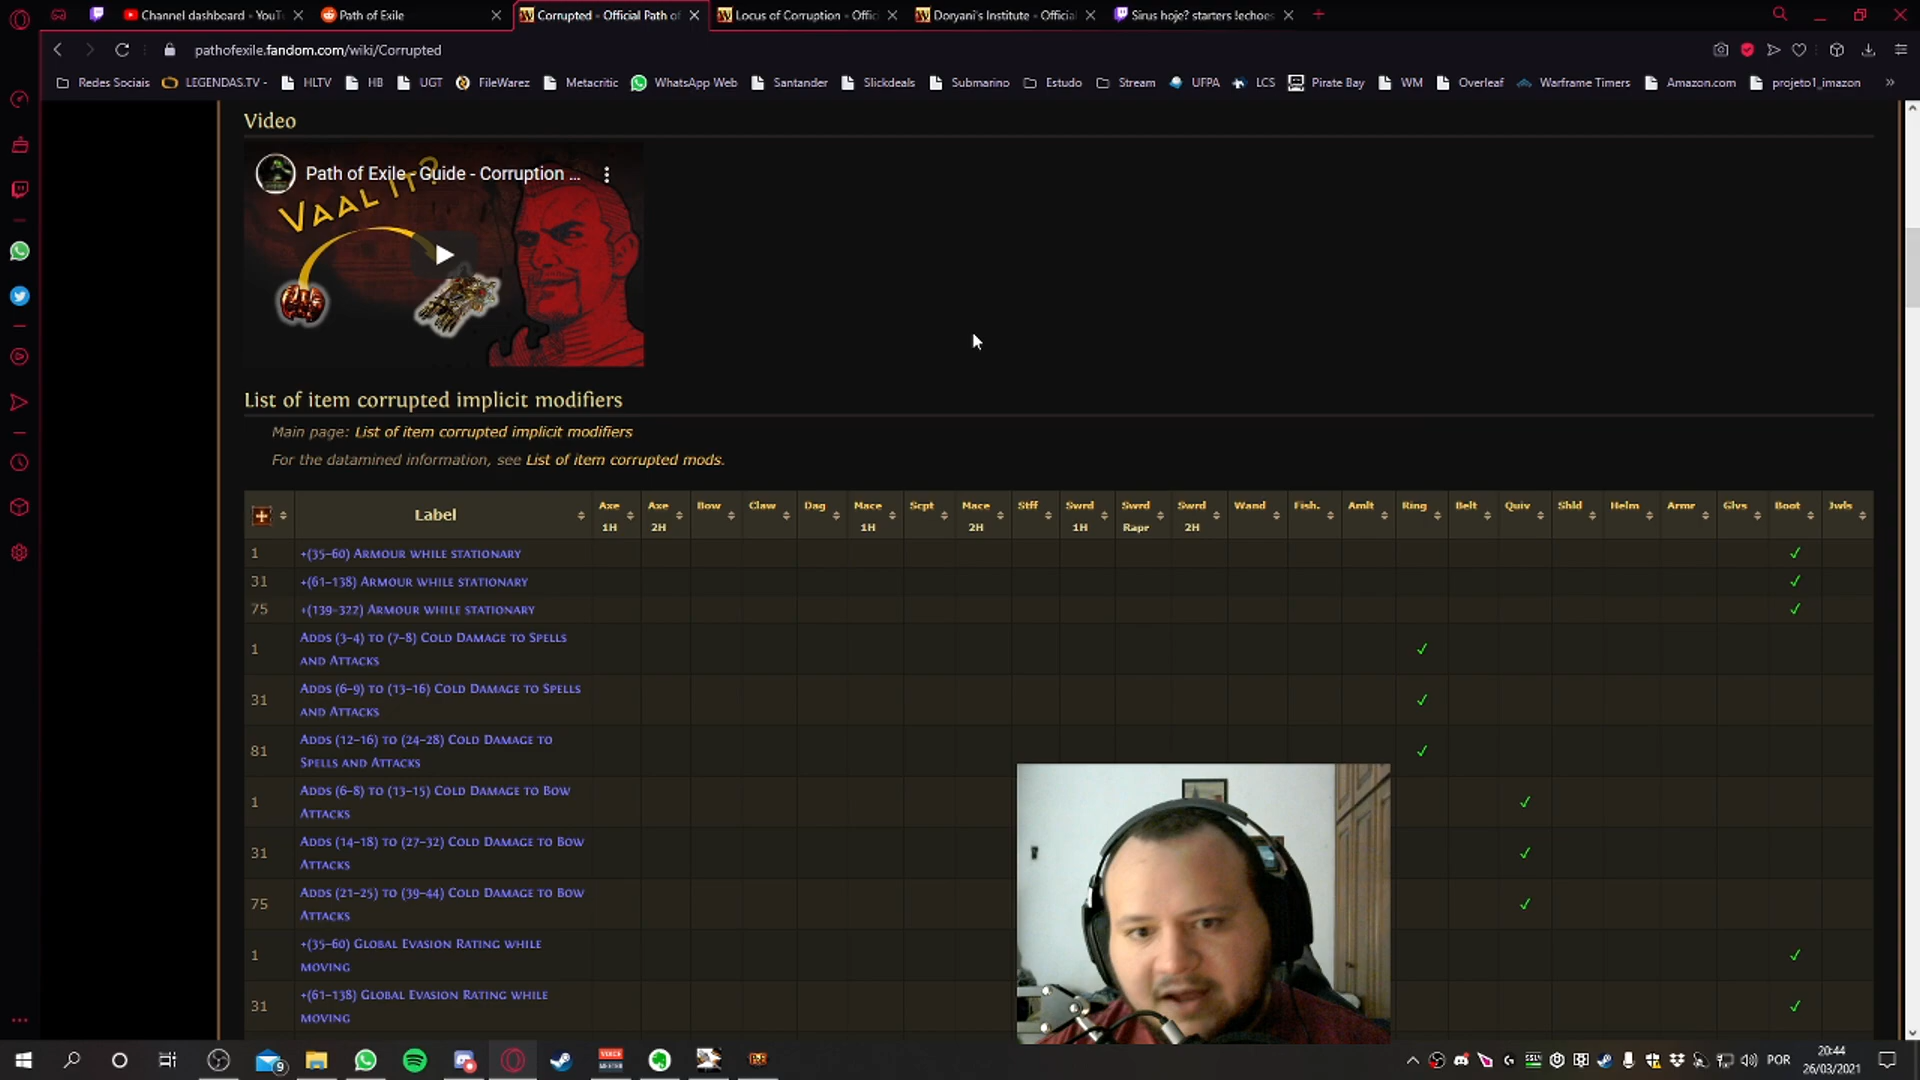 Channel dashboard - YouTu
Path of Exile
Corrupted - Official Path of
Locus of Corruption - Offici
Doryani's Institute - Official
Sirus hoje? starters !echoes
pathofexile.fandom.com/wiki/Corrupted
Redes Sociais LEGENDAS.TV - HLTV HB UGT FileWarez Metacritic WhatsApp Web Santander Slickdeals Submarino Estudo Stream UFPA LCS Pirate Bay WM Overleaf Warframe Timers Amazon.com projeto1_imazon »
Video
Path of Exile - Guide - Corruption ...
VAAL IT?
List of item corrupted implicit modifiers
Main page: List of item corrupted implicit modifiers
For the datamined information, see List of item corrupted mods.
Label Axe 1H Axe 2H Bow Claw Dag Mace 1H Scpt Mace 2H Stff Swrd 1H Swrd Rapr Swrd 2H Wand Fish. Amlt Ring Belt Quiv Shld Helm Armr Glvs Boot Jwls
1 +(35–60) Armour while stationary ✓
31 +(61–138) Armour while stationary ✓
75 +(139–322) Armour while stationary ✓
1 Adds (3–4) to (7–8) Cold Damage to Spells
and Attacks ✓
31 Adds (6–9) to (13–16) Cold Damage to Spells
and Attacks ✓
81 Adds (12–16) to (24–28) Cold Damage to
Spells and Attacks ✓
1 Adds (6–8) to (13–15) Cold Damage to Bow
Attacks ✓
31 Adds (14–18) to (27–32) Cold Damage to Bow
Attacks ✓
75 Adds (21–25) to (39–44) Cold Damage to Bow
Attacks ✓
1 +(35–60) Global Evasion Rating while
moving ✓
31 +(61–138) Global Evasion Rating while
moving ✓
9
POR
20:44
26/03/2021